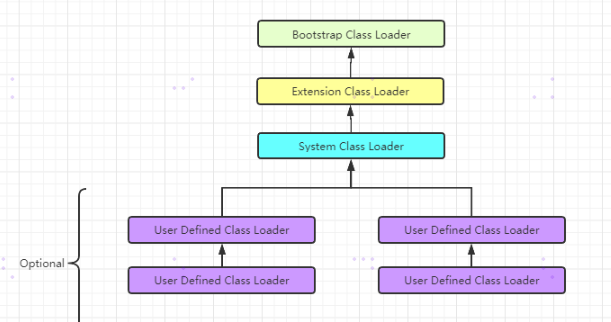 Bootstrap Class Loader
Extension Class Loader
System Class Loader
User Defined Class Loader
User Defined Class Loader
Optional
User Defined Class Loader
User Defined Class Loader